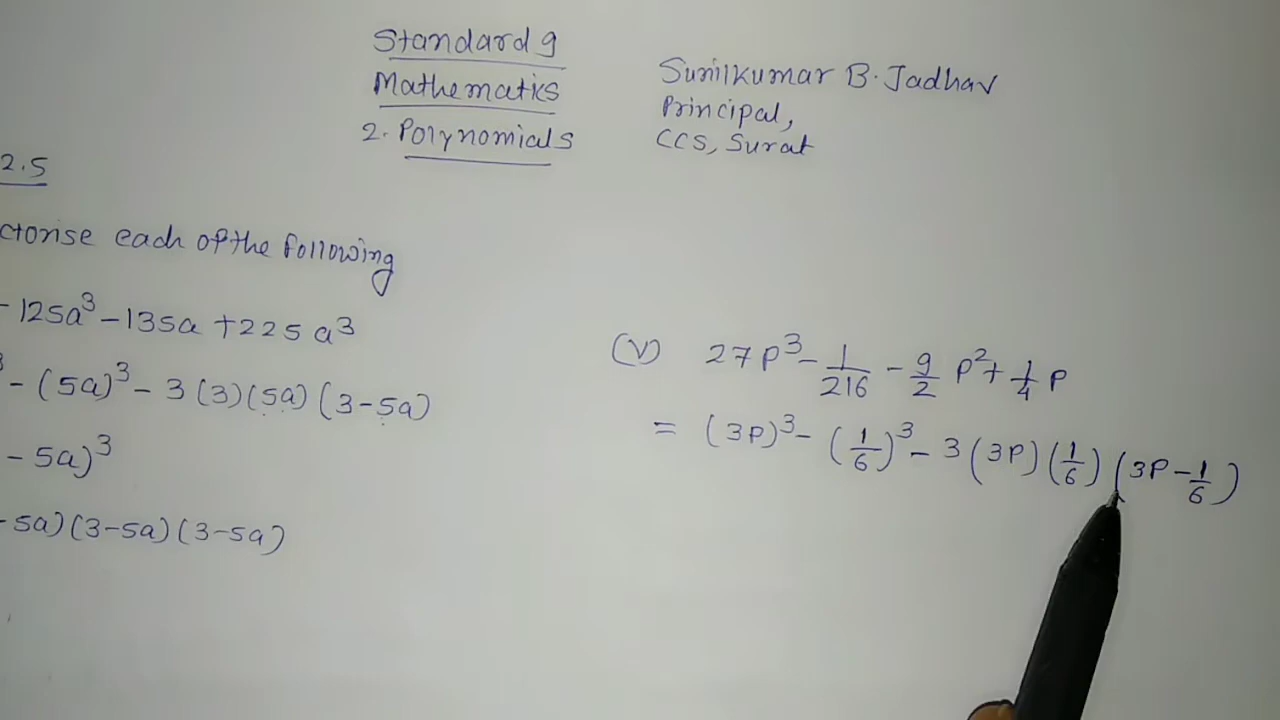 Standard 9
Mathematics
2. Polynomials
Sunilkumar B. Jadhav
Principal,
CCS, Surat
2.5
ctorise each of the following
- 125a³ - 135a + 225a³
³ - (5a)³ - 3(3)(5a)(3-5a)
- 5a)³
- 5a)(3-5a)(3-5a)
(V) 27p³ - 1/216 - 9/2 p² + 1/4 p
= (3p)³ - (1/6)³ - 3(3p)(1/6)(3p - 1/6)